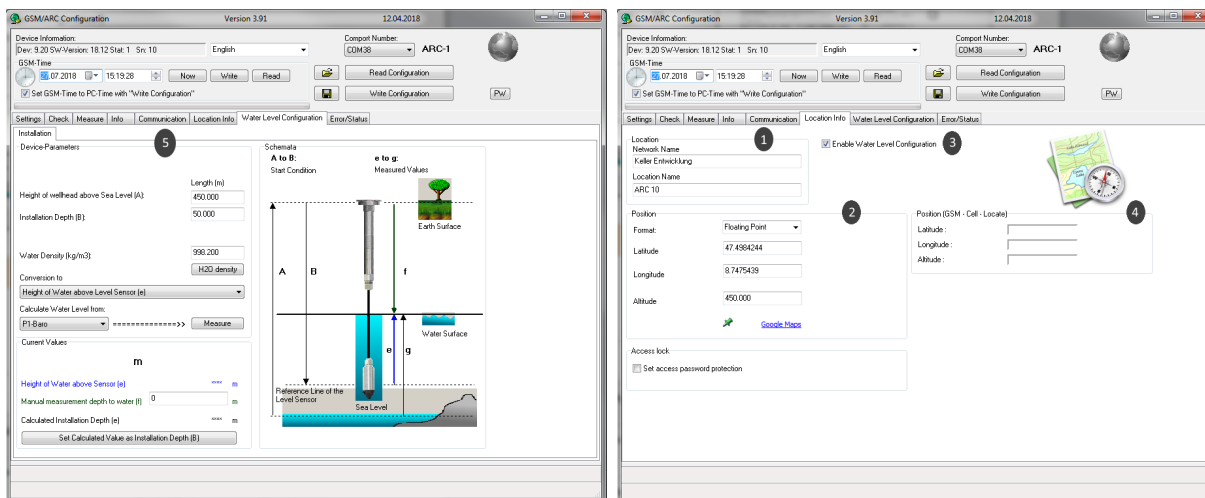 GSM/ARC Configuration Version 3.91 12.04.2018
Device Information: Comport Number:
Dev: 9.20 SW-Version: 18.12 Stat: 1 Sn: 10 English COM38 ARC-1
GSM-Time
27.07.2018 15:19:28 Now Write Read Read Configuration
Set GSM-Time to PC-Time with "Write Configuration" Write Configuration PW
Settings Check Measure Info Communication Location Info Water Level Configuration Error/Status
Installation
Device-Parameters 5
Length (m)
Height of wellhead above Sea Level (A): 450.000
Installation Depth (B): 50.000
Water Density (kg/m3): 998.200
H2O density
Conversion to
Height of Water above Level Sensor (e)
Calculate Water Level from:
P1-Baro ==============>> Measure
Current Values
m
Height of Water above Sensor (e) m
Manual measurement depth to water (f) 0 m
Calculated Installation Depth (e) m
Set Calculated Value as Installation Depth (B)
Schemata
A to B: e to g:
Start Condition Measured Values
Earth Surface
A B f
Water Surface
e g
Reference Line of the
Level Sensor
Sea Level
GSM/ARC Configuration Version 3.91 12.04.2018
Device Information: Comport Number:
Dev: 9.20 SW-Version: 18.12 Stat: 1 Sn: 10 English COM38 ARC-1
GSM-Time
27.07.2018 15:19:28 Now Write Read Read Configuration
Set GSM-Time to PC-Time with "Write Configuration" Write Configuration PW
Settings Check Measure Info Communication Location Info Water Level Configuration Error/Status
Location 1
Network Name
Keller Entwicklung
Location Name
ARC 10
Enable Water Level Configuration 3
Position 2
Format: Floating Point
Latitude 47.4984244
Longitude 8.7475439
Altitude 450.000
Google Maps
Position (GSM - Cell - Locate) 4
Latitude :
Longitude :
Altitude :
Access lock
Set access password protection